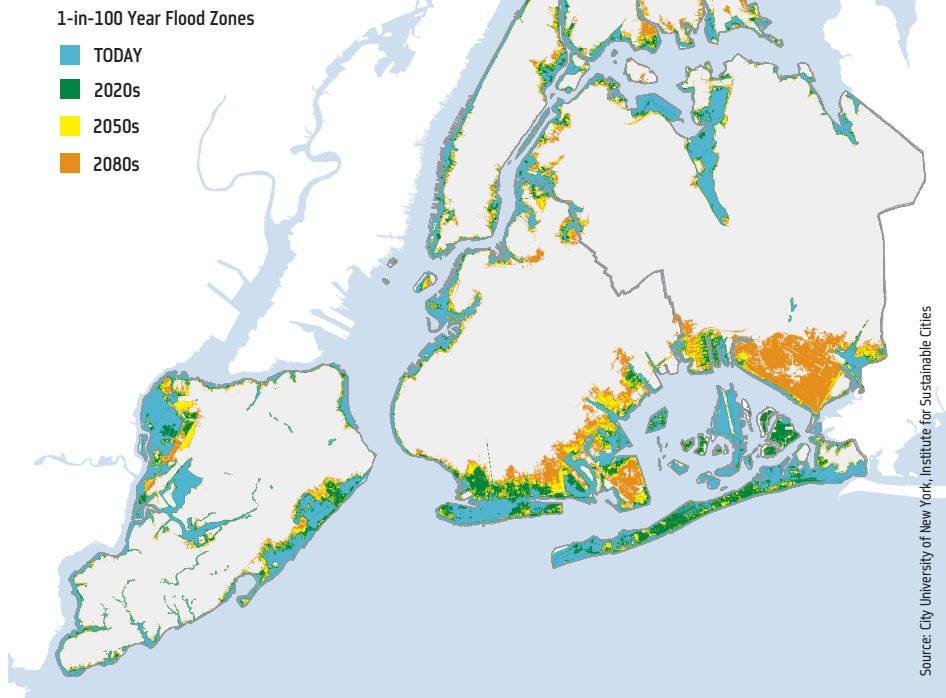 1-in-100 Year Flood Zones
TODAY
2020s
2050s
2080s
Source: City University of New York, Institute for Sustainable Cities